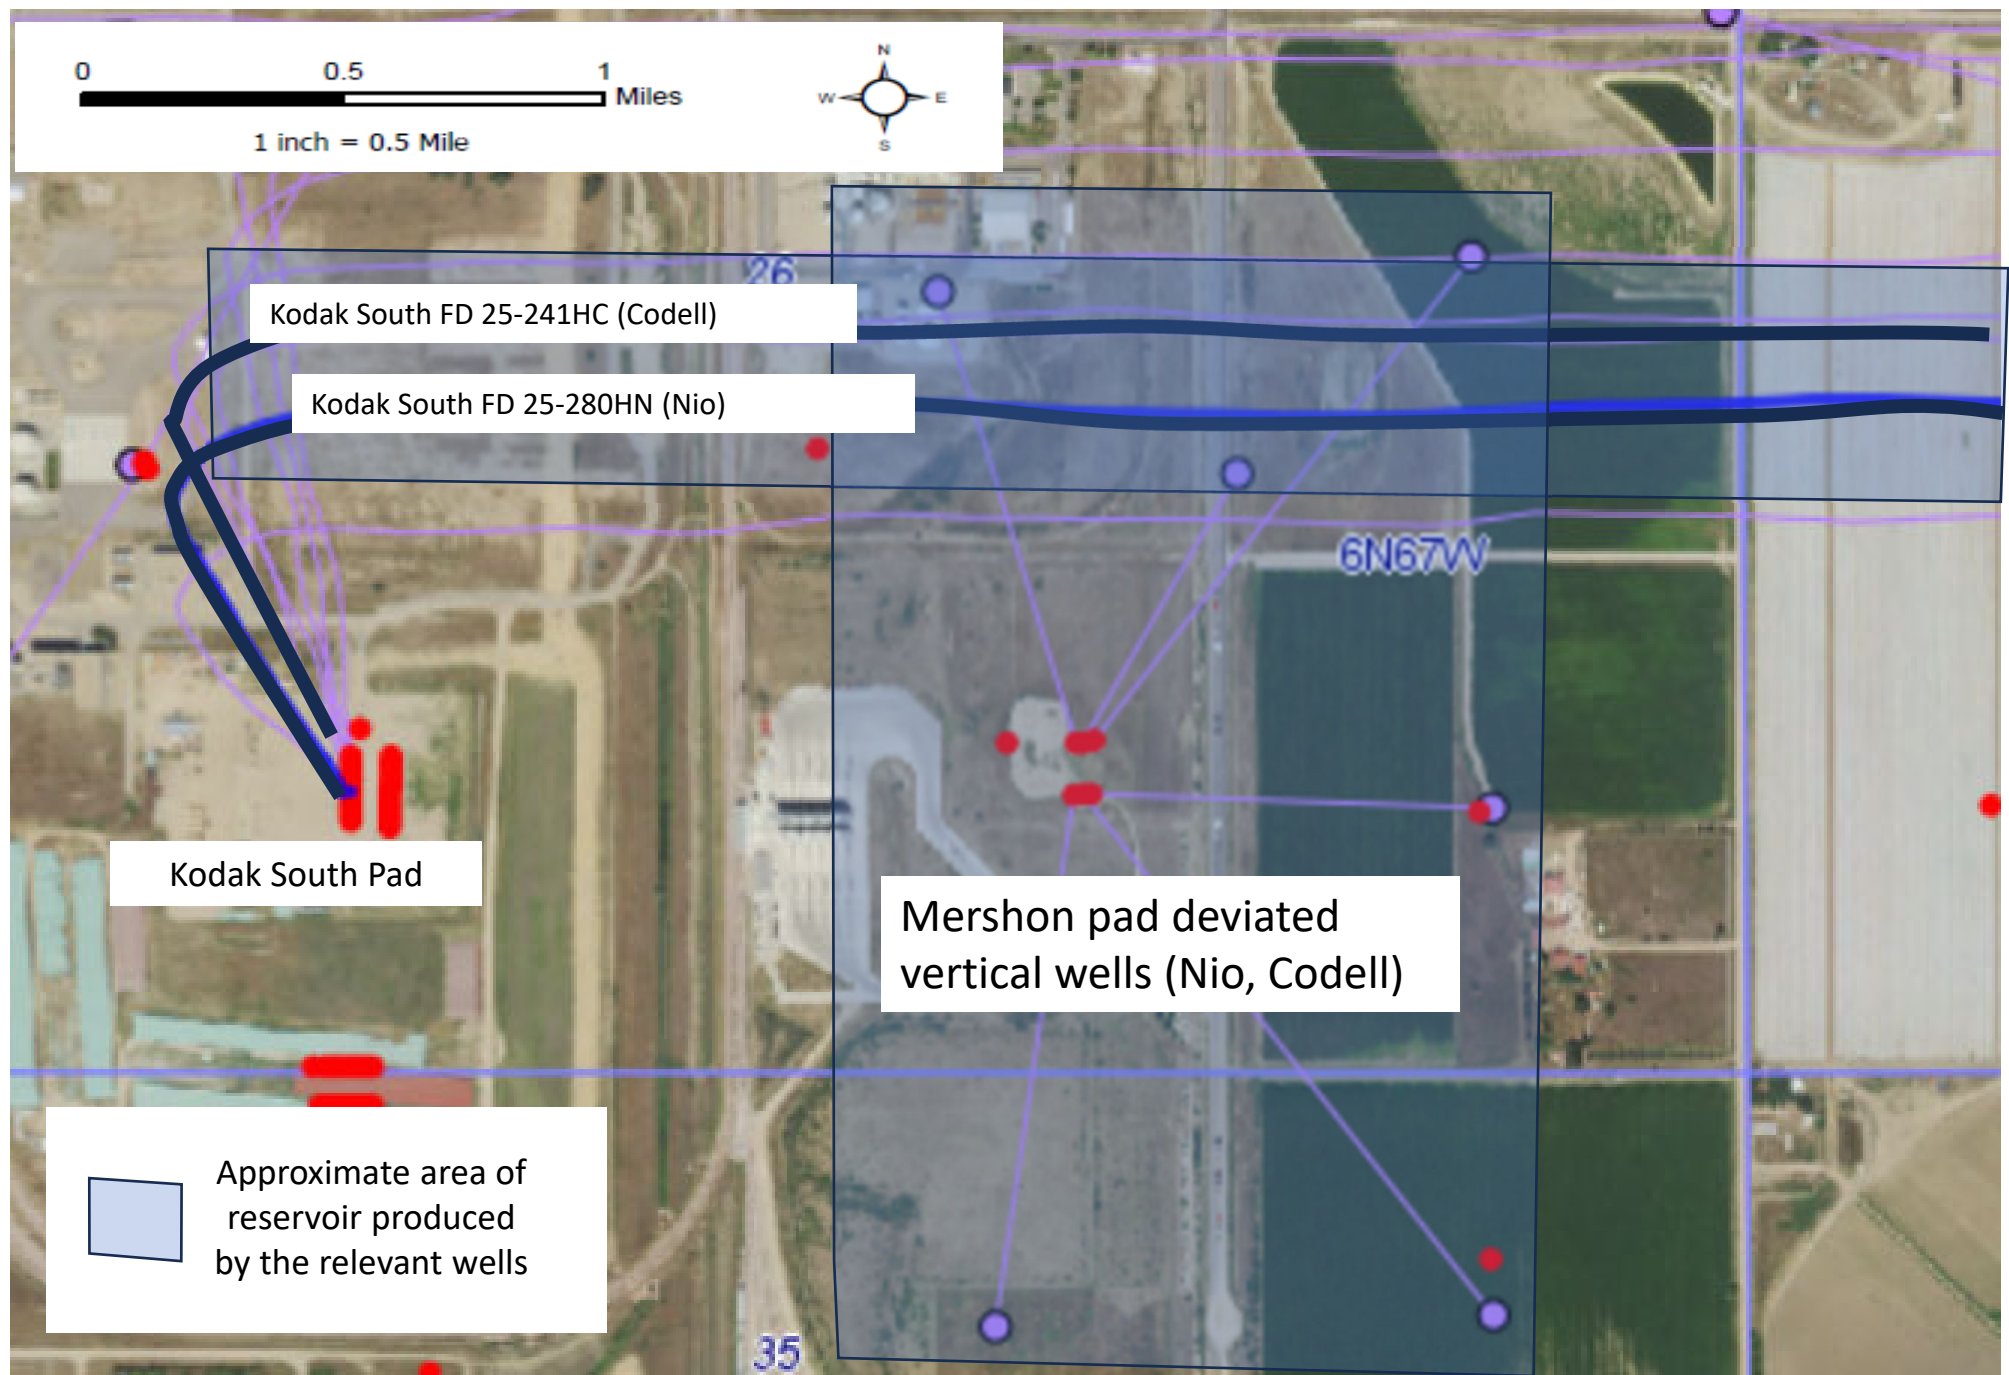 0 0.5 1
Miles
1 inch = 0.5 Mile
N
W E
S
26
Kodak South FD 25-241HC (Codell)
Kodak South FD 25-280HN (Nio)
6N67W
Kodak South Pad
Mershon pad deviated
vertical wells (Nio, Codell)
Approximate area of
reservoir produced
by the relevant wells
35